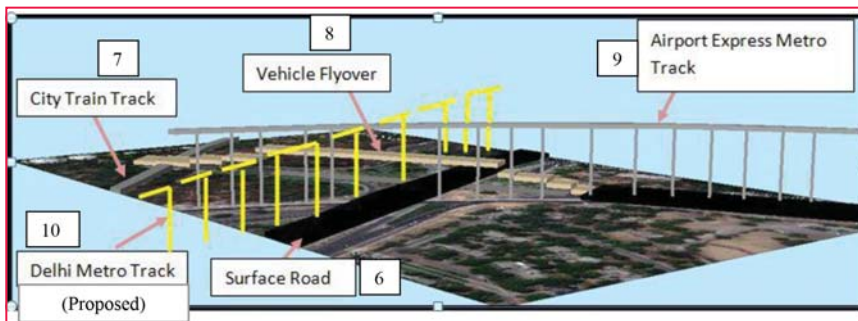 8
Vehicle Flyover
9
Airport Express Metro
Track
7
City Train Track
10
Delhi Metro Track
(Proposed)
Surface Road
6